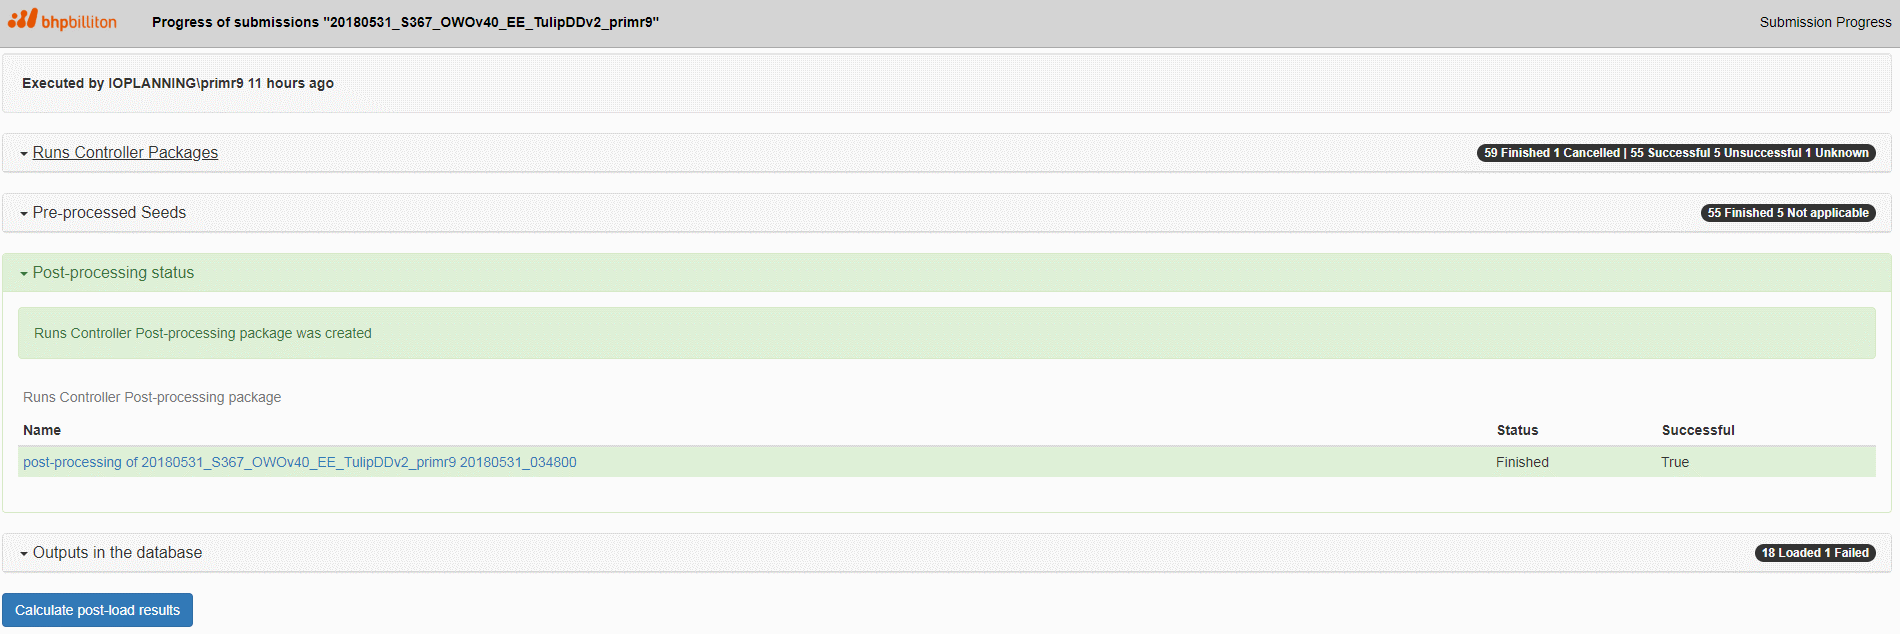 bhpbilliton Progress of submissions "20180531_S367_OWOv40_EE_TulipDDv2_primr9" Submission Progress
Executed by IOPLANNING\primr9 11 hours ago
Runs Controller Packages 59 Finished 1 Cancelled | 55 Successful 5 Unsuccessful 1 Unknown
Pre-processed Seeds 55 Finished 5 Not applicable
Post-processing status
Runs Controller Post-processing package was created
Runs Controller Post-processing package
Name Status Successful
post-processing of 20180531_S367_OWOv40_EE_TulipDDv2_primr9 20180531_034800 Finished True
Outputs in the database 18 Loaded 1 Failed
Calculate post-load results